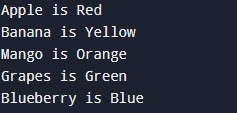 Apple is Red
Banana is Yellow
Mango is Orange
Grapes is Green
Blueberry is Blue